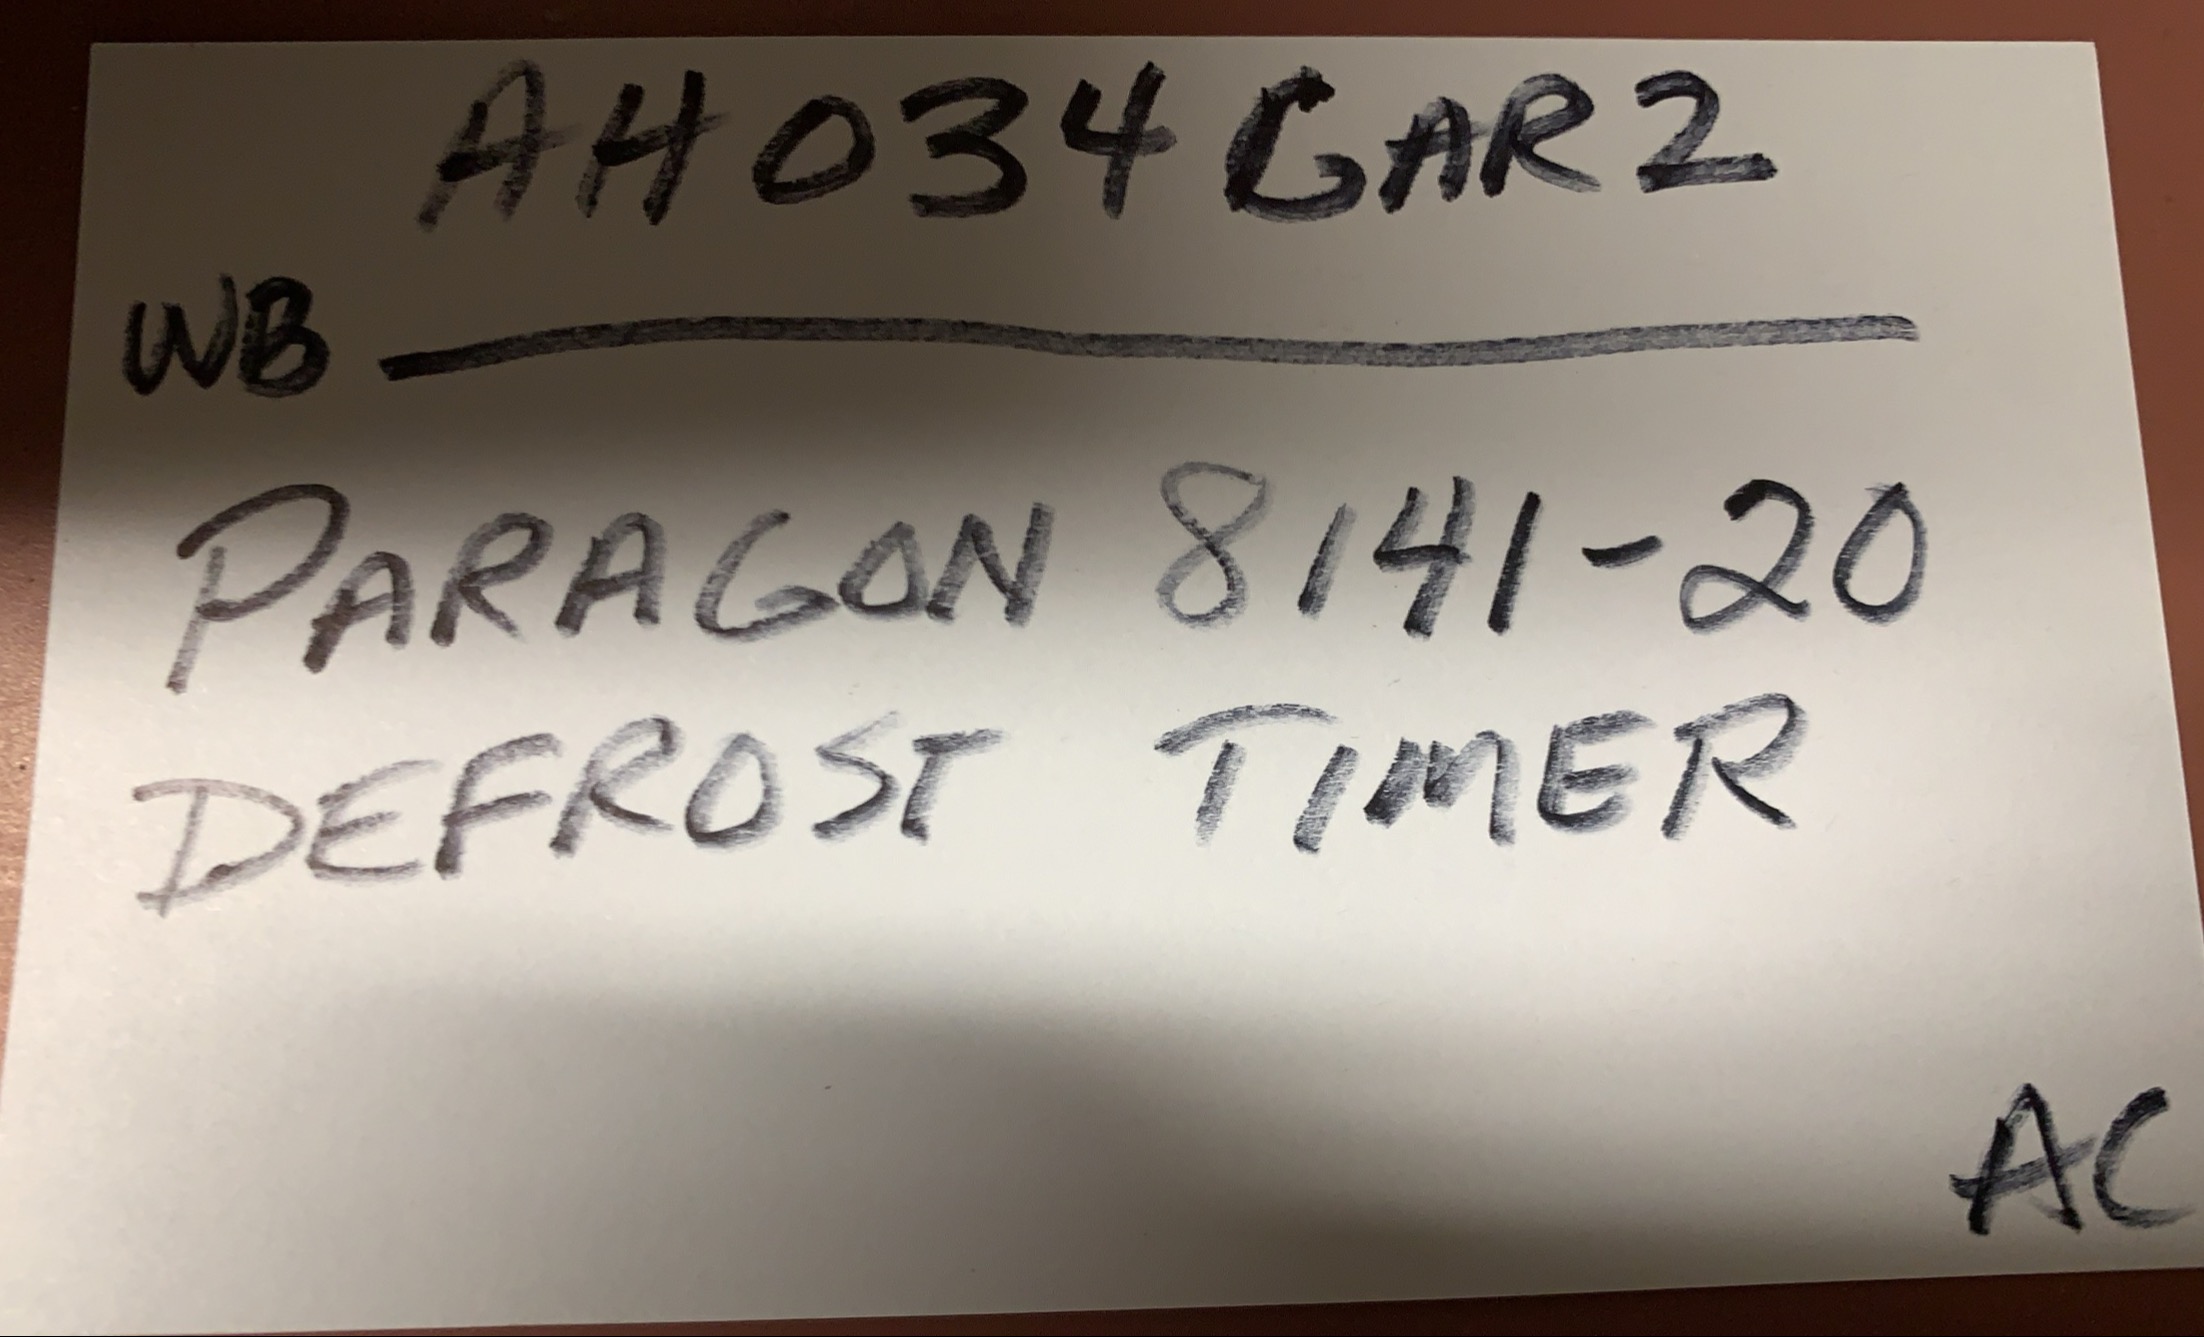 AH034GAR2
WB
PARAGON 8141-20
DEFROST TIMER
AC